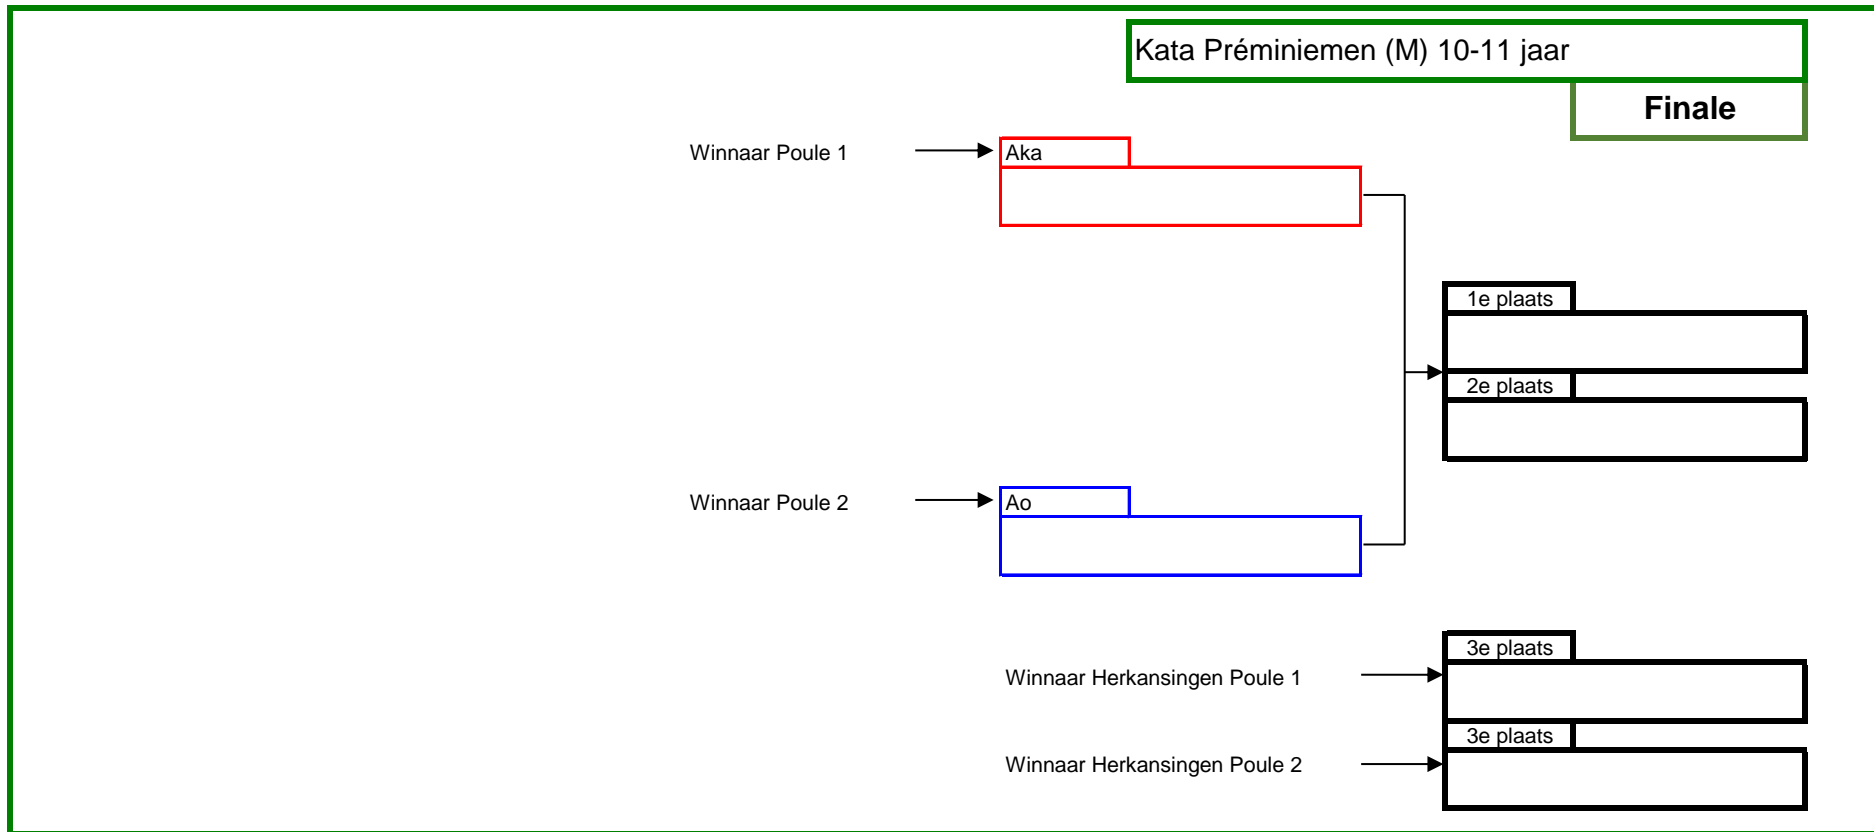 Kata Préminiemen (M) 10-11 jaar
Finale
Winnaar Poule 1
Aka
1e plaats
2e plaats
Winnaar Poule 2
Ao
3e plaats
Winnaar Herkansingen Poule 1
3e plaats
Winnaar Herkansingen Poule 2